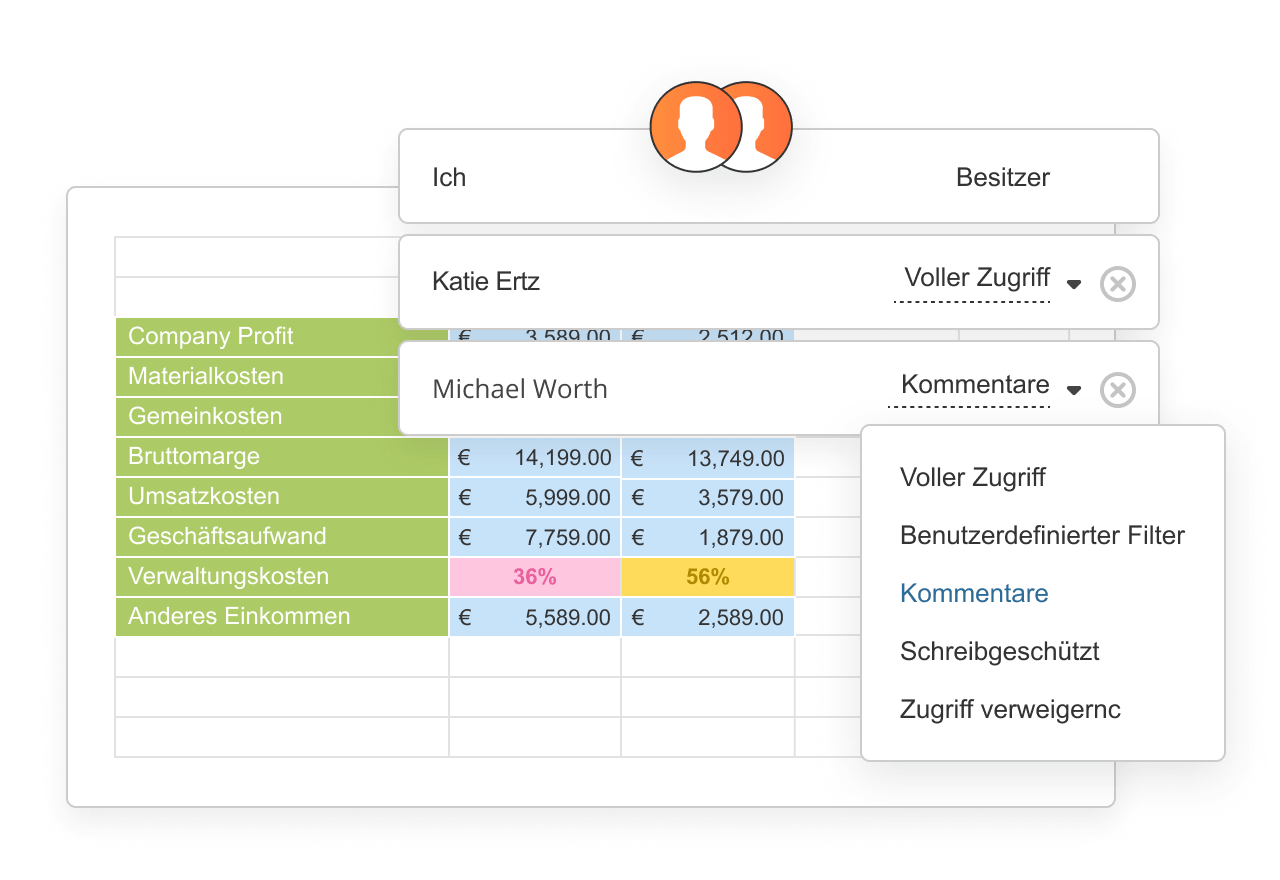 Ich Besitzer
Katie Ertz Voller Zugriff
Company Profit € 3,589.00 € 2,512.00
Materialkosten
Michael Worth Kommentare
Gemeinkosten
Bruttomarge € 14,199.00 € 13,749.00
Umsatzkosten € 5,999.00 € 3,579.00
Geschäftsaufwand € 7,759.00 € 1,879.00
Verwaltungskosten 36% 56%
Anderes Einkommen € 5,589.00 € 2,589.00
Voller Zugriff
Benutzerdefinierter Filter
Kommentare
Schreibgeschützt
Zugriff verweigernc